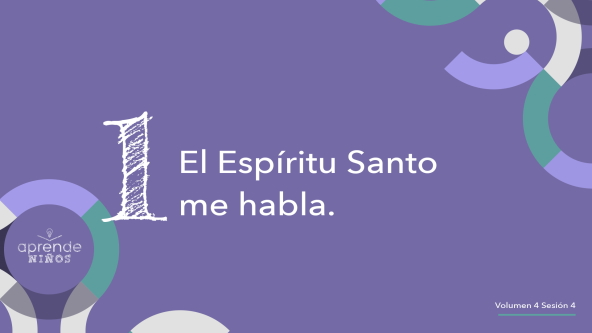 1
El Espíritu Santo
me habla.
aprende
NIÑOS
Volumen 4 Sesión 4